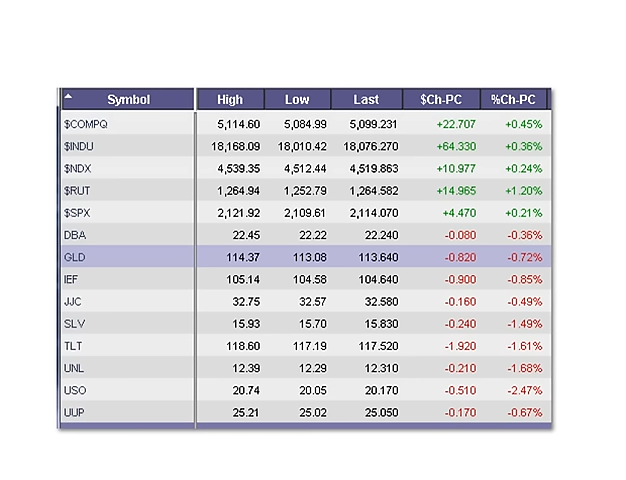 Symbol High Low Last $Ch-PC %Ch-PC
$COMPQ 5,114.60 5,084.99 5,099.231 +22.707 +0.45%
$INDU 18,168.09 18,010.42 18,076.270 +64.330 +0.36%
$NDX 4,539.35 4,512.44 4,519.863 +10.977 +0.24%
$RUT 1,264.94 1,252.79 1,264.582 +14.965 +1.20%
$SPX 2,121.92 2,109.61 2,114.070 +4.470 +0.21%
DBA 22.45 22.22 22.240 -0.080 -0.36%
GLD 114.37 113.08 113.640 -0.820 -0.72%
IEF 105.14 104.58 104.640 -0.900 -0.85%
JJC 32.75 32.57 32.580 -0.160 -0.49%
SLV 15.93 15.70 15.830 -0.240 -1.49%
TLT 118.60 117.19 117.520 -1.920 -1.61%
UNL 12.39 12.29 12.310 -0.210 -1.68%
USO 20.74 20.05 20.170 -0.510 -2.47%
UUP 25.21 25.02 25.050 -0.170 -0.67%